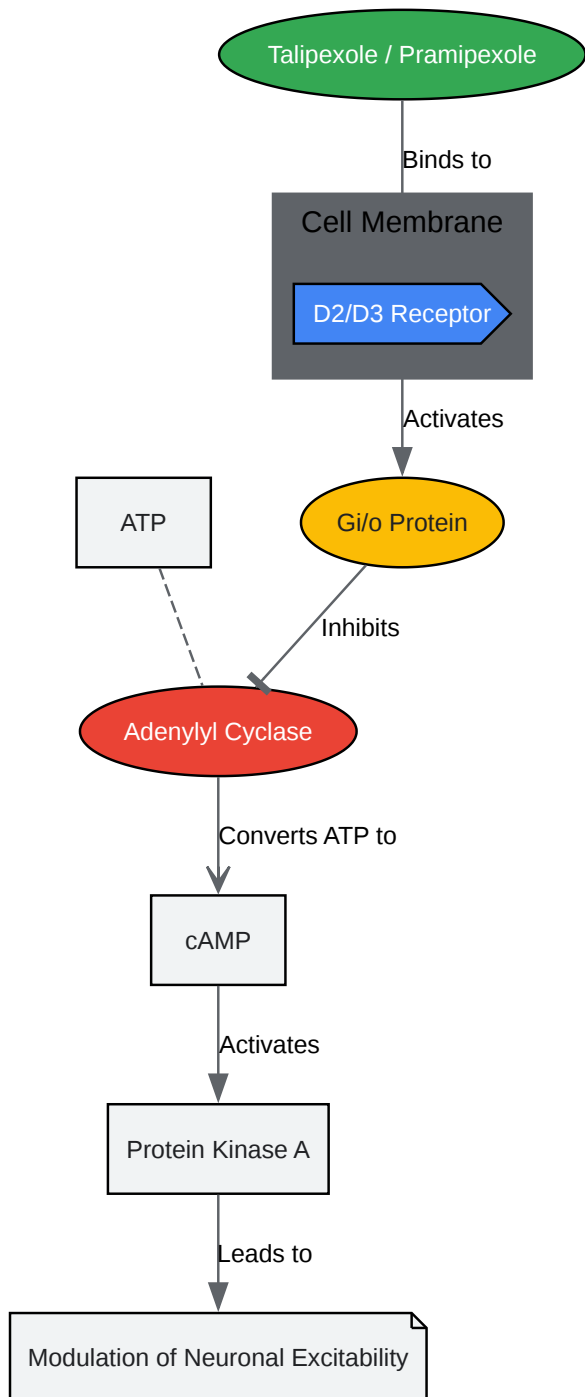 Talipexole / Pramipexole
Binds to
Cell Membrane
D2/D3 Receptor
Activates
ATP
Gi/o Protein
Inhibits
Adenylyl Cyclase
Converts ATP to
cAMP
Activates
Protein Kinase A
Leads to
Modulation of Neuronal Excitability